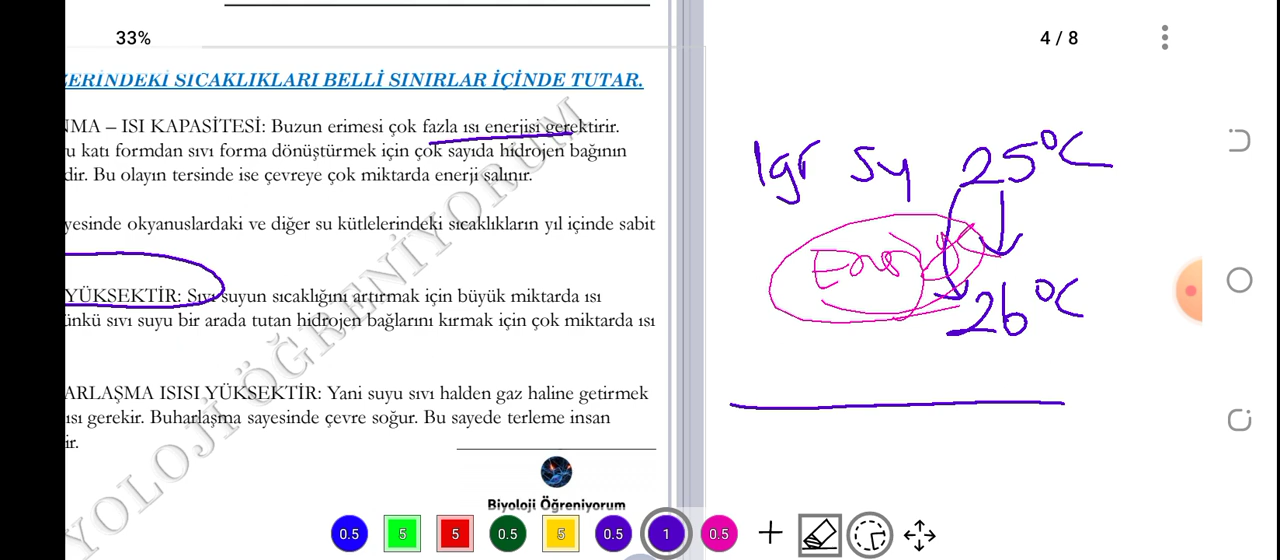 33%
4 / 8
ZERİNDEKİ SICAKLIKLARI BELLİ SINIRLAR İÇİNDE TUTAR.
NMA – ISI KAPASİTESİ: Buzun erimesi çok fazla ısı enerjisi gerektirir.
u katı formdan sıvı forma dönüştürmek için çok sayıda hidrojen bağının
dir. Bu olayın tersinde ise çevreye çok miktarda enerji salınır.
yesinde okyanuslardaki ve diğer su kütlelerindeki sıcaklıkların yıl içinde sabit
YÜKSEKTİR: Sıvı suyun sıcaklığını artırmak için büyük miktarda ısı
ünkü sıvı suyu bir arada tutan hidrojen bağlarını kırmak için çok miktarda ısı
ARLAŞMA ISISI YÜKSEKTİR: Yani suyu sıvı halden gaz haline getirmek
ısı gerekir. Buharlaşma sayesinde çevre soğur. Bu sayede terleme insan
ir.
YOLOJİ ÖĞRENİYORUM
Biyoloji Öğreniyorum
1gr Su 25°C
26°C
0.5 5 5 0.5 5 0.5 1 0.5